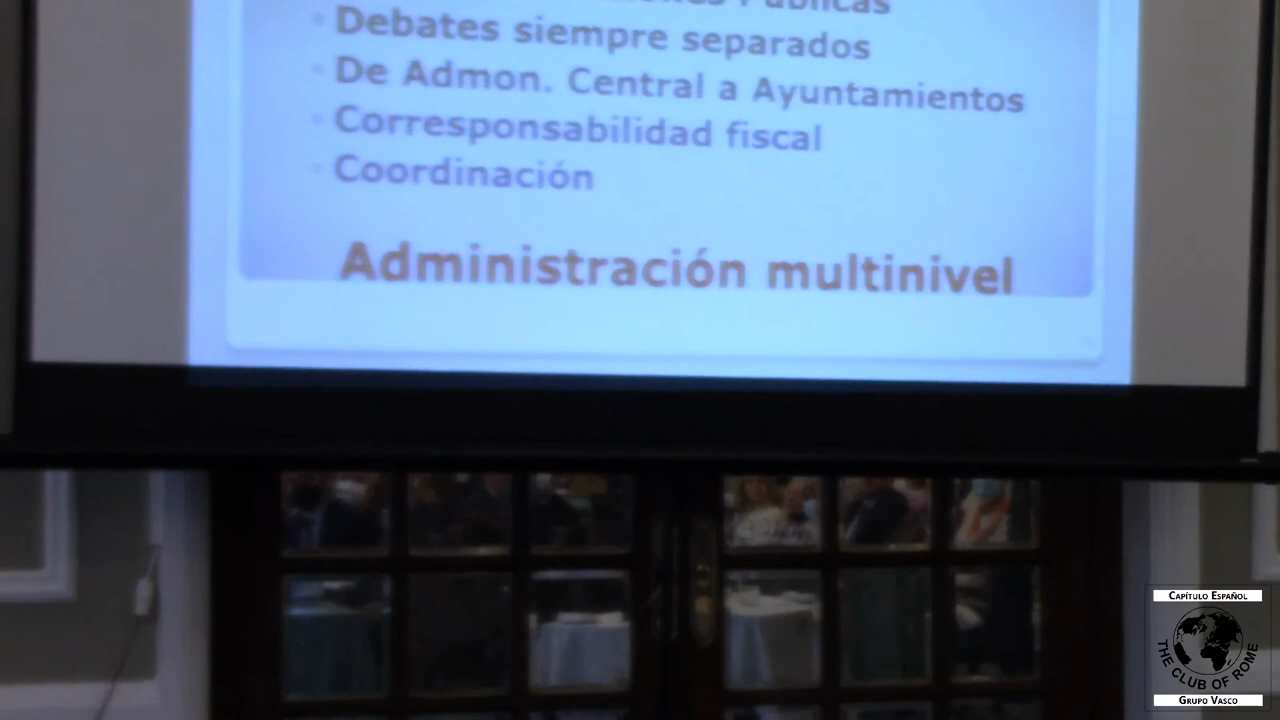 Públicas
Debates siempre separados
De Admon. Central a Ayuntamientos
Corresponsabilidad fiscal
Coordinación
Administración multinivel
CAPÍTULO ESPAÑOL
THE CLUB OF ROME
GRUPO VASCO